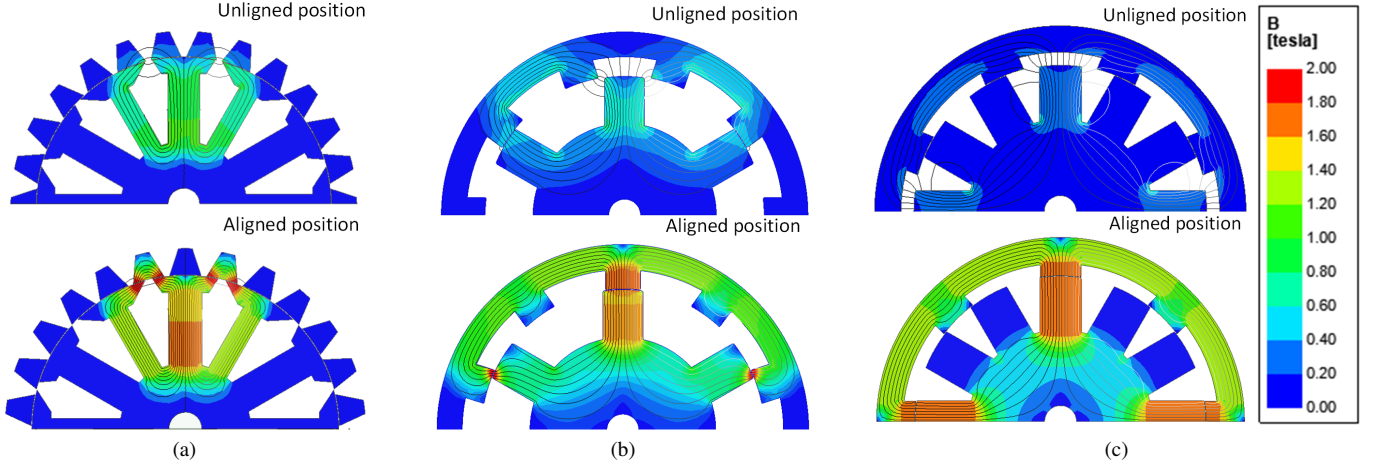 (a)
Unligned position
Aligned position
(a)
Unligned position
Aligned position
(b)
Unligned position
Aligned position
(c)
B
[tesla]
2.00
1.80
1.60
1.40
1.20
1.00
0.80
0.60
0.40
0.20
0.00